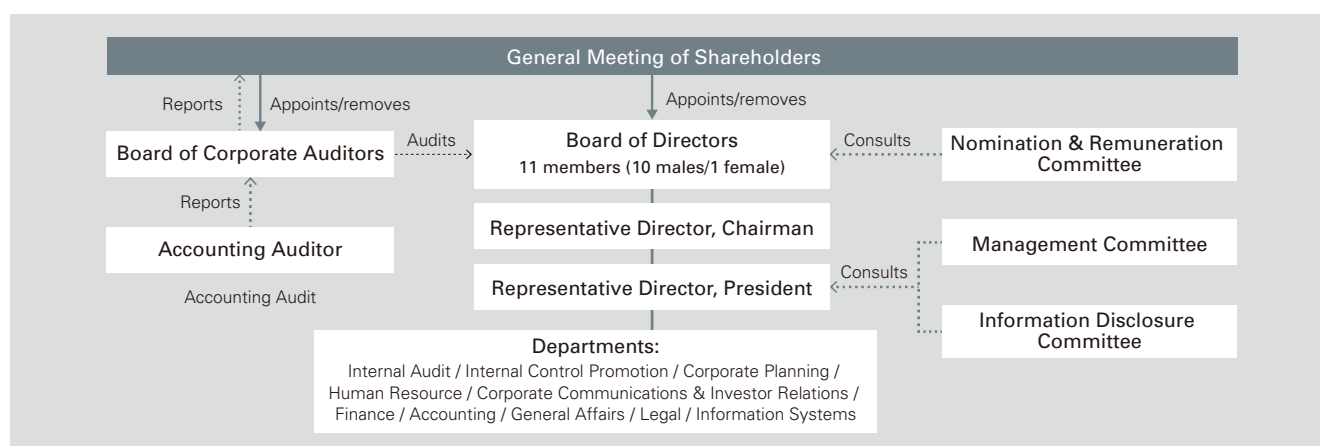 General Meeting of Shareholders
Reports
Appoints/removes
Appoints/removes
Board of Corporate Auditors
Audits
Board of Directors
11 members (10 males/1 female)
Consults
Nomination & Remuneration
Committee
Reports
Accounting Auditor
Accounting Audit
Representative Director, Chairman
Representative Director, President
Consults
Management Committee
Information Disclosure
Committee
Departments:
Internal Audit / Internal Control Promotion / Corporate Planning /
Human Resource / Corporate Communications & Investor Relations /
Finance / Accounting / General Affairs / Legal / Information Systems